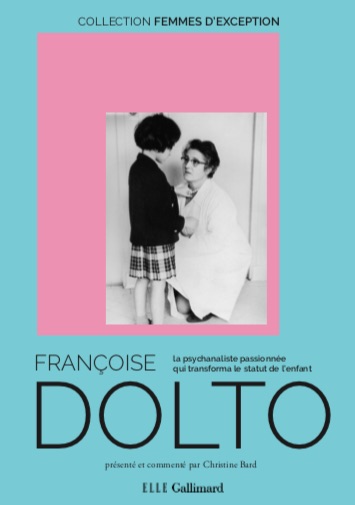 COLLECTION FEMMES D'EXCEPTION
FRANÇOISE
la psychanaliste passionnée
qui transforma le statut de l'enfant
DOLTO
présenté et commenté par Christine Bard
ELLE Gallimard